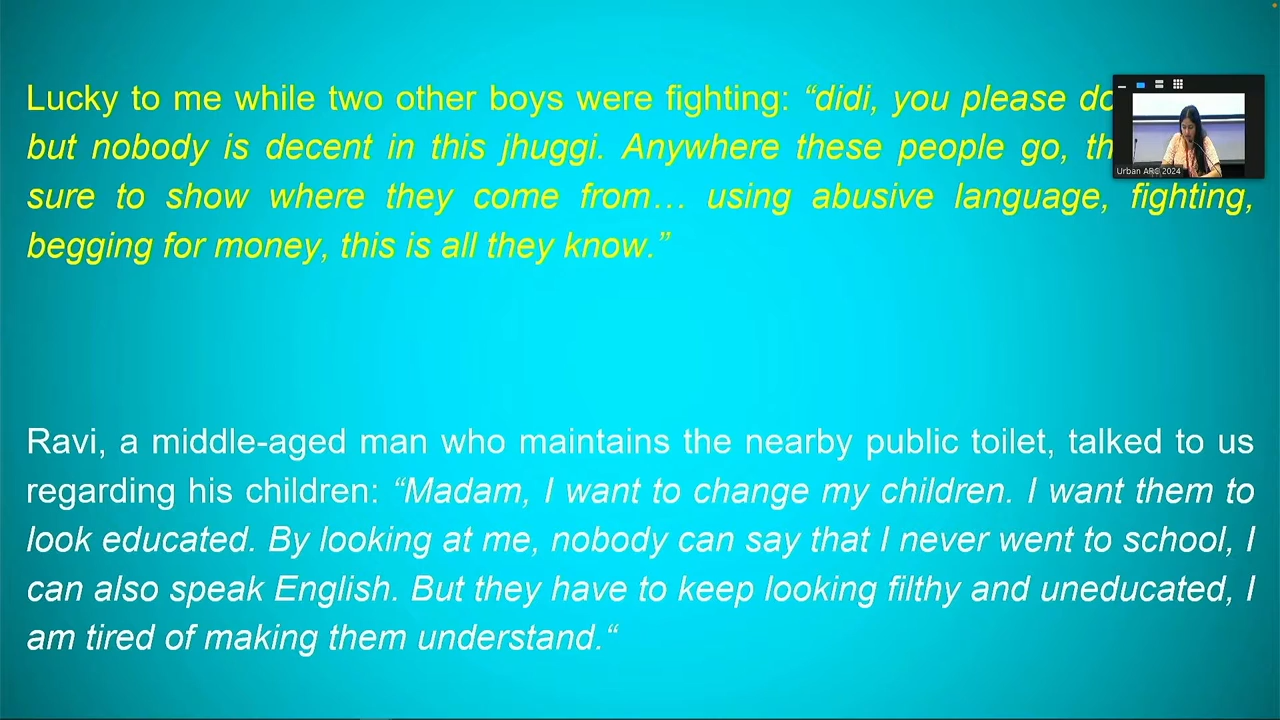 Lucky to me while two other boys were fighting: “didi, you please
but nobody is decent in this jhuggi. Anywhere these people go,
sure to show where they come from… using abusive language, fighting,
begging for money, this is all they know.”
Urban ARC 2024
Ravi, a middle-aged man who maintains the nearby public toilet, talked to us
regarding his children: “Madam, I want to change my children. I want them to
look educated. By looking at me, nobody can say that I never went to school, I
can also speak English. But they have to keep looking filthy and uneducated, I
am tired of making them understand.“